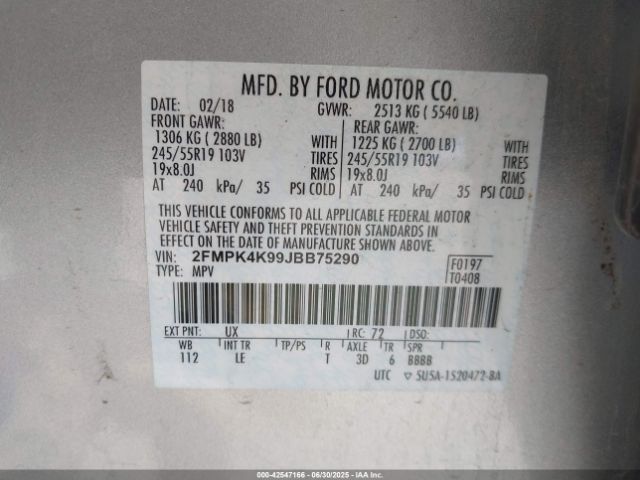 MFD. BY FORD MOTOR CO.
DATE: 02/18 GVWR: 2513 KG ( 5540 LB)
FRONT GAWR: REAR GAWR:
1306 KG ( 2880 LB) WITH 1225 KG ( 2700 LB) WITH
245/55R19 103V TIRES 245/55R19 103V TIRES
19x8.0J RIMS 19x8.0J RIMS
AT 240 kPa/ 35 PSI COLD AT 240 kPa/ 35 PSI COLD
THIS VEHICLE CONFORMS TO ALL APPLICABLE FEDERAL MOTOR
VEHICLE SAFETY AND THEFT PREVENTION STANDARDS IN
EFFECT ON THE DATE OF MANUFACTURE SHOWN ABOVE.
VIN: 2FMPK4K99JBB75290 F0197
TYPE: MPV T0408
EXT PNT: UX RC: 72 DSO:
WB INT TR TP/PS R AXLE TR SPR
112 LE T 3D 6 BBBB
UTC ▽ 5U5A-1520472-BA
000-42547166 - 06/30/2025 - IAAI.com